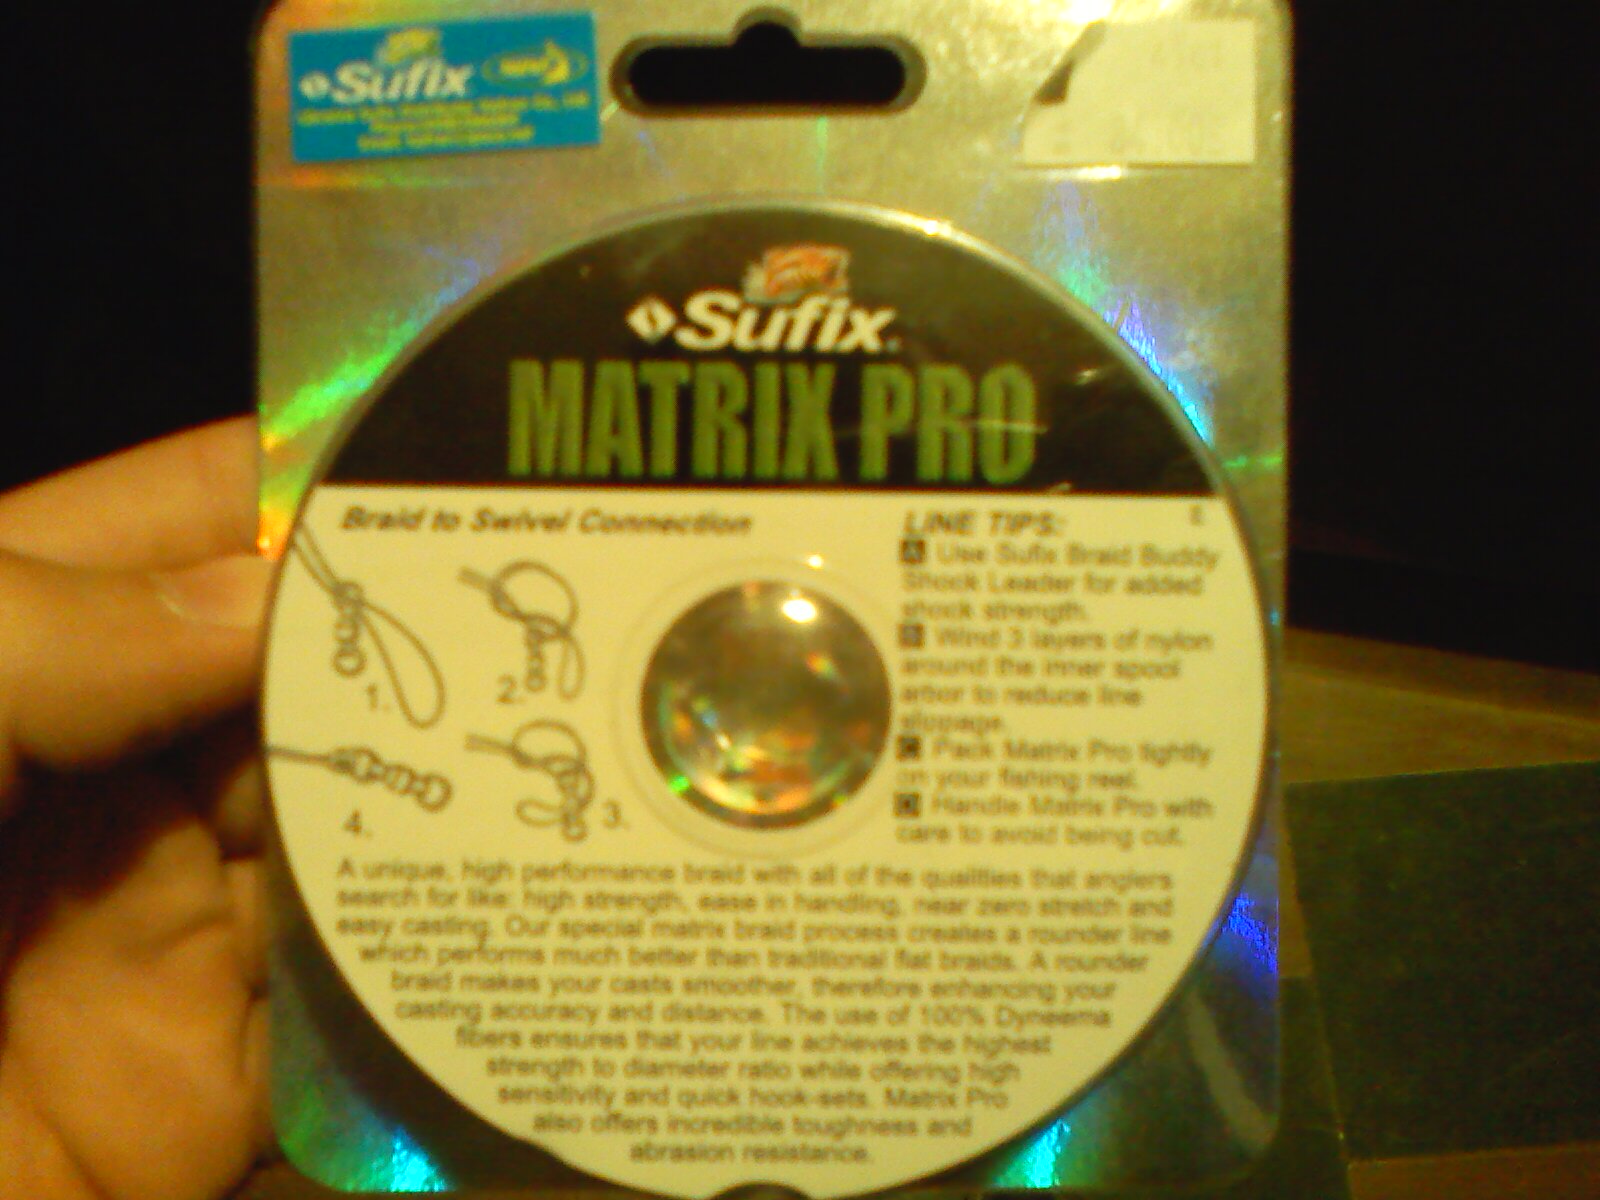 Sufix
Sufix
MATRIX PRO
Braid to Swivel Connection
1.
2.
3.
4.
LINE TIPS:
E
A Use Sufix Braid Buddy
Shock Leader for added
shock strength.
B Wind 3 layers of nylon
around the inner spool
arbor to reduce line
slippage.
C Pack Matrix Pro tightly
on your fishing reel.
D Handle Matrix Pro with
care to avoid being cut.
A unique, high performance braid with all of the qualities that anglers
search for like: high strength, ease in handling, near zero stretch and
easy casting. Our special matrix braid process creates a rounder line
which performs much better than traditional flat braids. A rounder
braid makes your casts smoother, therefore enhancing your
casting accuracy and distance. The use of 100% Dyneema
fibers ensures that your line achieves the highest
strength to diameter ratio while offering high
sensitivity and quick hook-sets. Matrix Pro
also offers incredible toughness and
abrasion resistance.